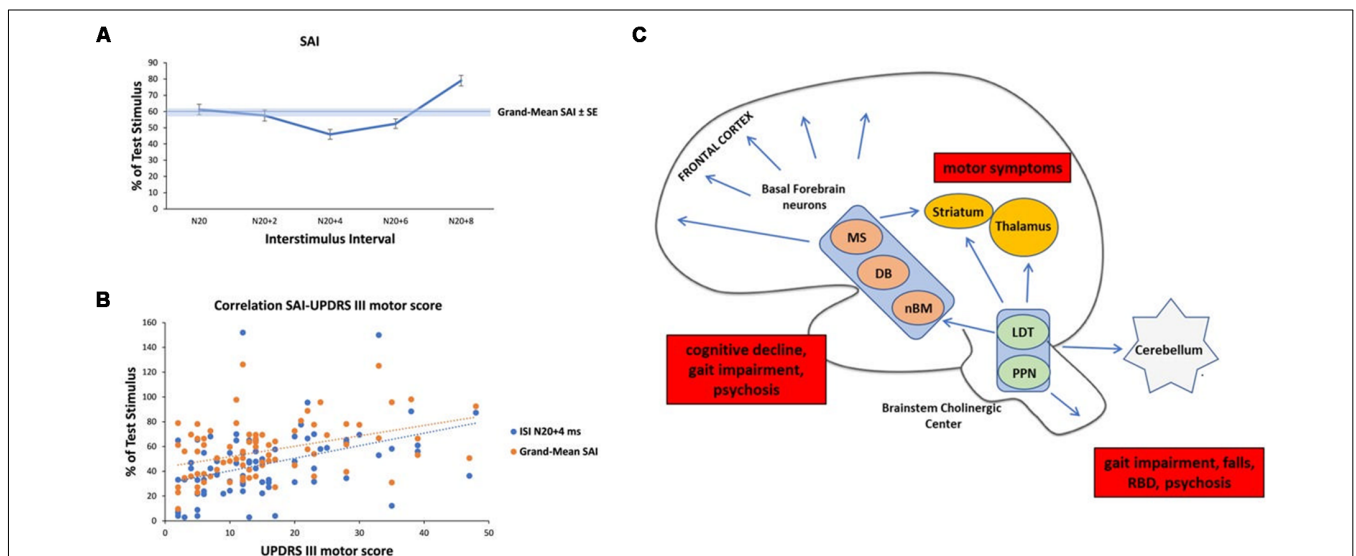 A
SAI
90
80
70
60
50
40
30
20
10
0
% of Test Stimulus
Grand-Mean SAI ± SE
N20 N20+2 N20+4 N20+6 N20+8
Interstimulus Interval
B
Correlation SAI-UPDRS III motor score
160
140
120
100
80
60
40
20
0
% of Test Stimulus
ISI N20+4 ms
Grand-Mean SAI
0 10 20 30 40 50
UPDRS III motor score
C
FRONTAL CORTEX
Basal Forebrain
neurons
motor symptoms
Striatum
Thalamus
MS
DB
nBM
LDT
PPN
Cerebellum
cognitive decline,
gait impairment,
psychosis
Brainstem Cholinergic
Center
gait impairment, falls,
RBD, psychosis